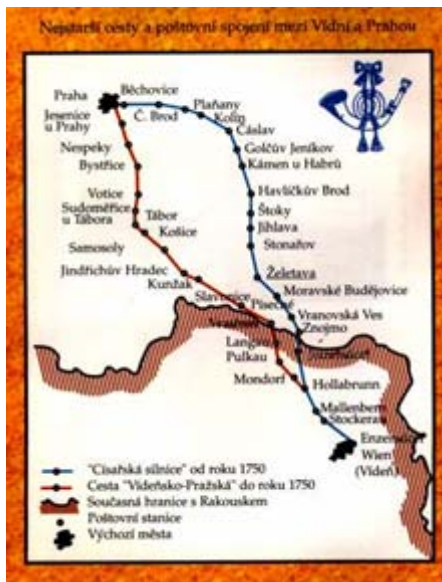 Nejstarší cesty a poštovní spojení mezi Vídní a Prahou
Praha
Běchovice
Jesenice
u Prahy
Č. Brod
Plaňany
Kolín
Čáslav
Nespeky
Golčův Jeníkov
Bystřice
Kámen u Habrů
Votice
Havlíčkův Brod
Sudoměřice
u Tábora
Tábor
Štoky
Košice
Jihlava
Samosoly
Stonařov
Jindřichův Hradec
Želetava
Kunžak
Moravské Budějovice
Slavonice
Písečné
Vranovská Ves
Znojmo
Langau
Pulkau
Mondorf
Hollabrunn
Mallenbern
Stockerau
Enzersdorf
Wien
(Vídeň)
"Císařská silnice" od roku 1750
Cesta "Vídeňsko-Pražská" do roku 1750
Současná hranice s Rakouskem
Poštovní stanice
Výchozí města